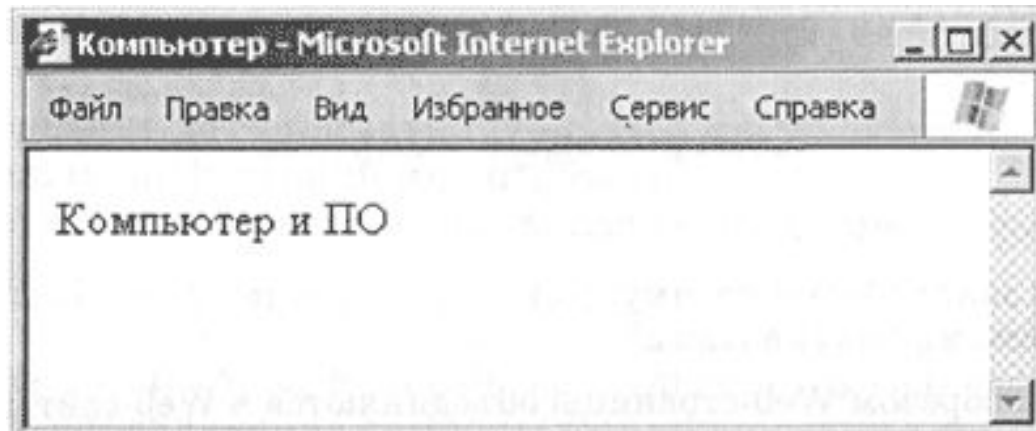 Компьютер - Microsoft Internet Explorer
Файл Правка Вид Избранное Сервис Справка
Компьютер и ПО